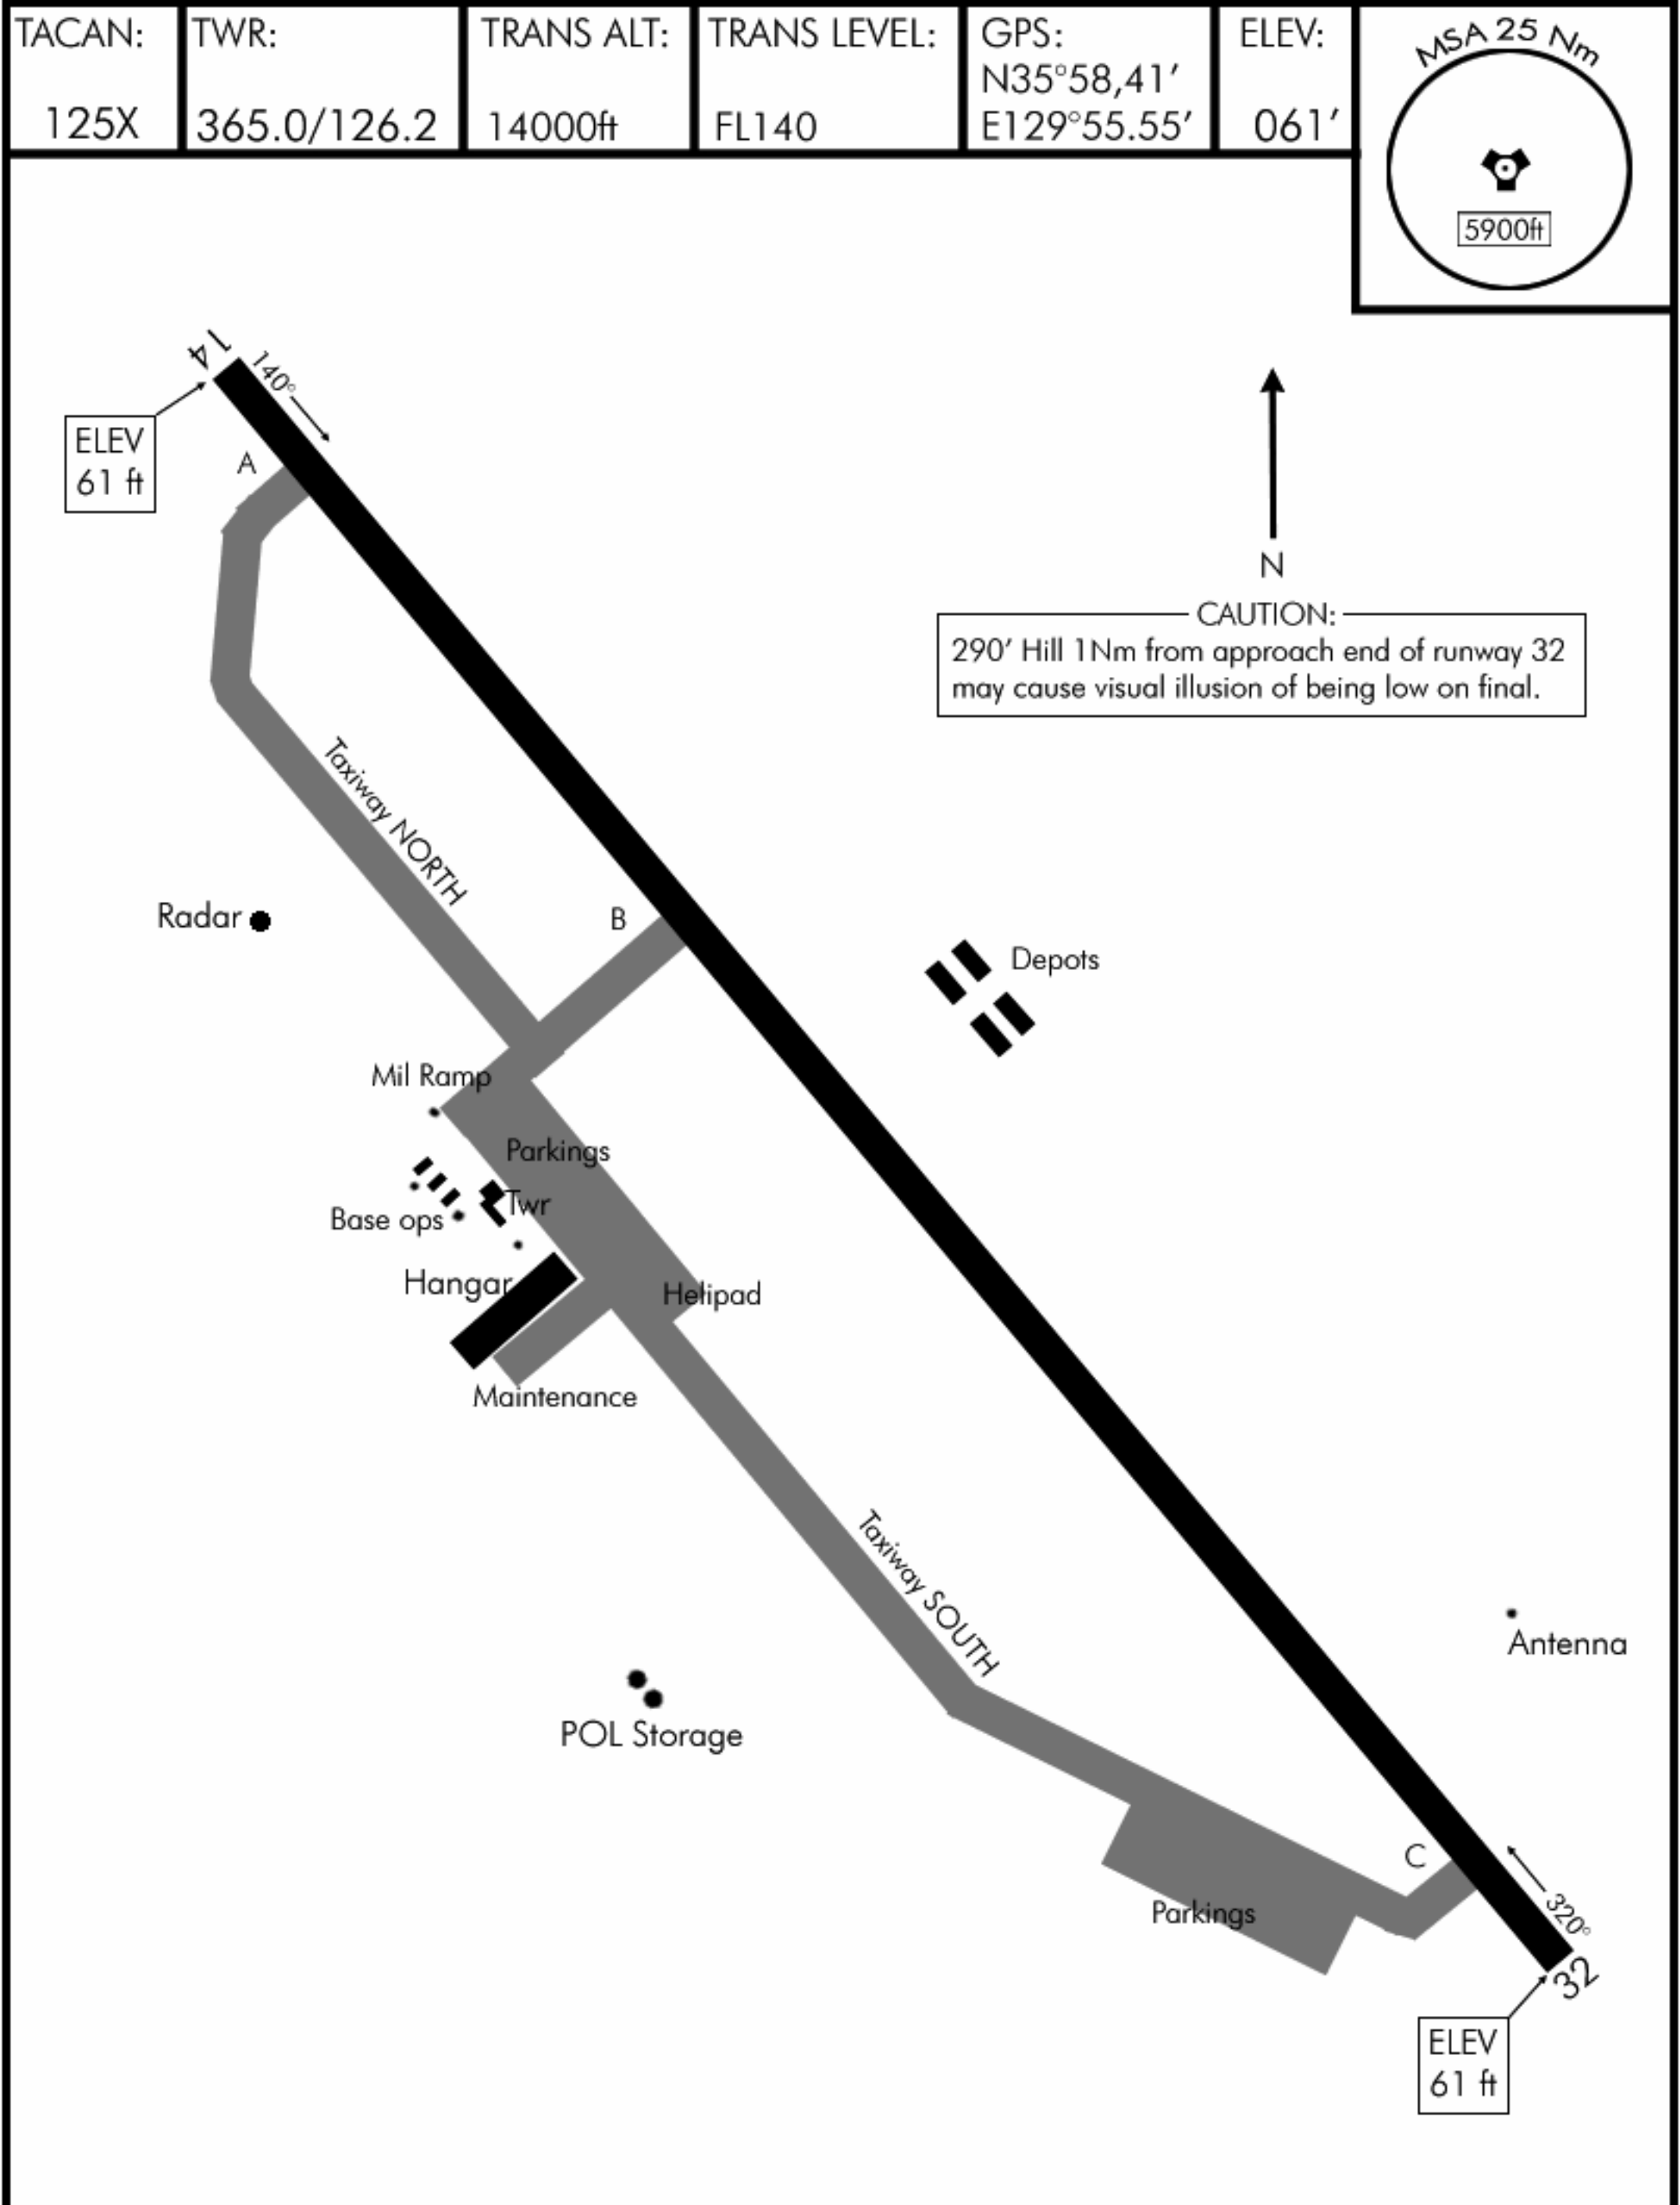 TACAN:
125X
TWR:
365.0/126.2
TRANS ALT:
14000ft
TRANS LEVEL:
FL140
GPS:
N35°58,41'
E129°55.55'
ELEV:
061'
MSA 25 Nm
5900ft
14
140°
ELEV
61 ft
A
N
CAUTION:
290' Hill 1Nm from approach end of runway 32
may cause visual illusion of being low on final.
Taxiway NORTH
Radar
B
Depots
Mil Ramp
Parkings
Twr
Base ops
Hangar
Helipad
Maintenance
Taxiway SOUTH
Antenna
POL Storage
C
Parkings
320°
32
ELEV
61 ft